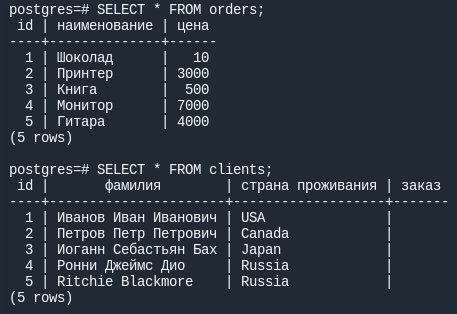 postgres=# SELECT * FROM orders;
 id | наименование | цена
----+--------------+------
  1 | Шоколад      |   10
  2 | Принтер      | 3000
  3 | Книга        |  500
  4 | Монитор      | 7000
  5 | Гитара       | 4000
(5 rows)

postgres=# SELECT * FROM clients;
 id |       фамилия        | страна проживания | заказ
----+----------------------+-------------------+-------
  1 | Иванов Иван Иванович | USA               |
  2 | Петров Петр Петрович | Canada            |
  3 | Иоганн Себастьян Бах | Japan             |
  4 | Ронни Джеймс Дио     | Russia            |
  5 | Ritchie Blackmore    | Russia            |
(5 rows)